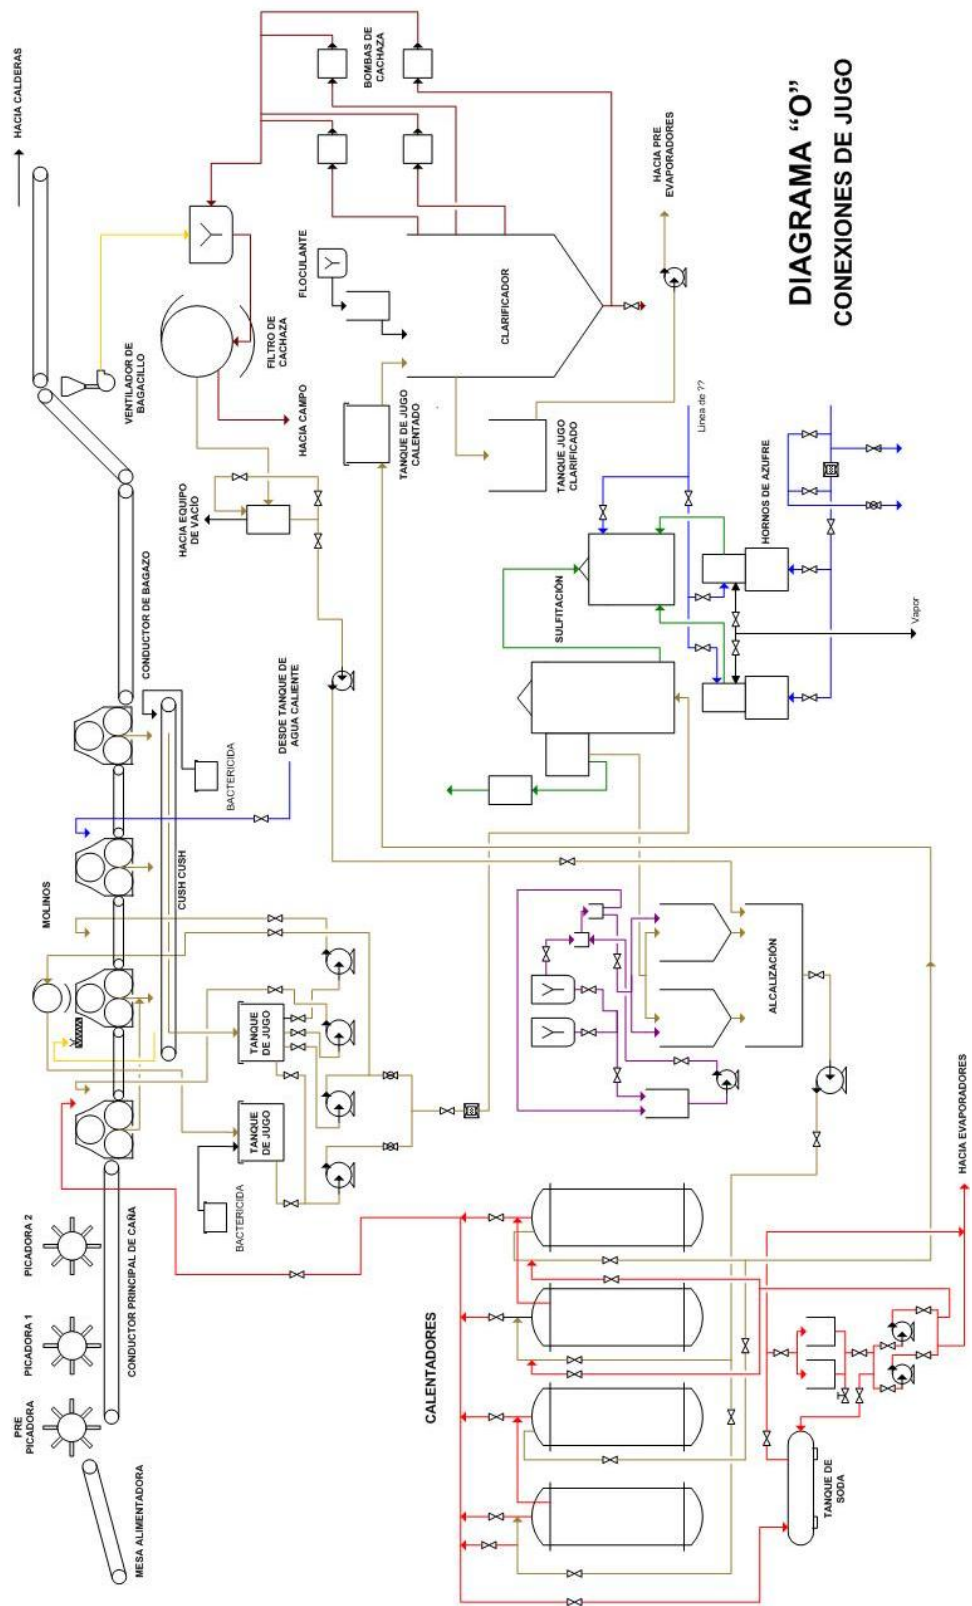 DIAGRAMA “O”
CONEXIONES DE JUGO
MESA ALIMENTADORA
PRE
PICADORA
PICADORA 1
PICADORA 2
CONDUCTOR PRINCIPAL DE CAÑA
MOLINOS
CUSH CUSH
CONDUCTOR DE BAGAZO
VENTILADOR DE
BAGACILLO
HACIA CALDERAS
BACTERICIDA
TANQUE
DE JUGO
TANQUE
DE JUGO
BACTERICIDA
DESDE TANQUE DE
AGUA CALIENTE
HACIA EQUIPO
DE VACÍO
HACIA CAMPO
FILTRO DE
CACHAZA
FLOCULANTE
BOMBAS DE
CACHAZA
TANQUE DE JUGO
CALENTADO
CLARIFICADOR
TANQUE JUGO
CLARIFICADO
HACIA PRE
EVAPORADORES
SULFITACIÓN
Linea de ??
HORNOS DE AZUFRE
Vapor
ALCALIZACIÓN
CALENTADORES
TANQUE DE
SODA
HACIA EVAPORADORES